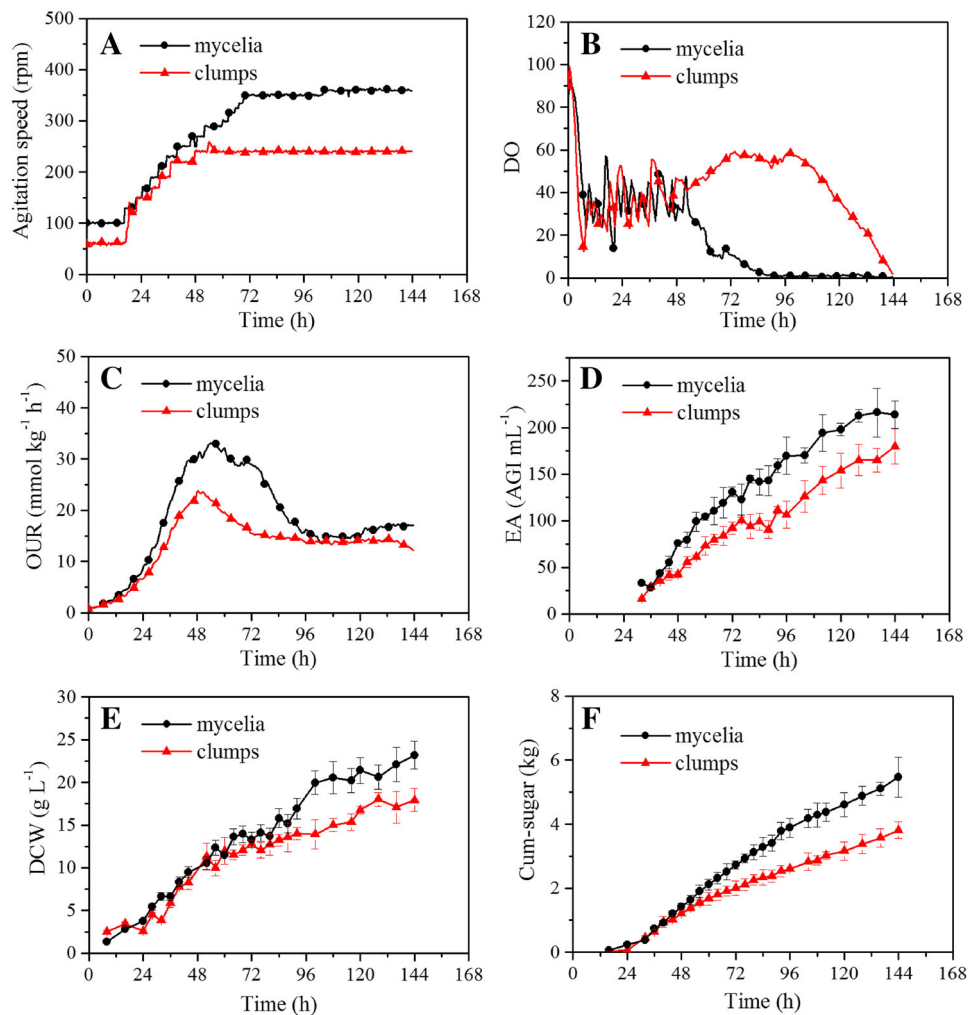 A
mycelia
clumps
Agitation speed (rpm)
500
400
300
200
100
0
0 24 48 72 96 120 144 168
Time (h)
B
mycelia
clumps
DO
120
100
80
60
40
20
0
0 24 48 72 96 120 144 168
Time (h)
C
mycelia
clumps
OUR (mmol kg⁻¹ h⁻¹)
50
40
30
20
10
0
0 24 48 72 96 120 144 168
Time (h)
D
mycelia
clumps
EA (AGI mL⁻¹)
250
200
150
100
50
0
0 24 48 72 96 120 144 168
Time (h)
E
mycelia
clumps
DCW (g L⁻¹)
30
25
20
15
10
5
0
0 24 48 72 96 120 144 168
Time (h)
F
mycelia
clumps
Cum-sugar (kg)
8
6
4
2
0
0 24 48 72 96 120 144 168
Time (h)